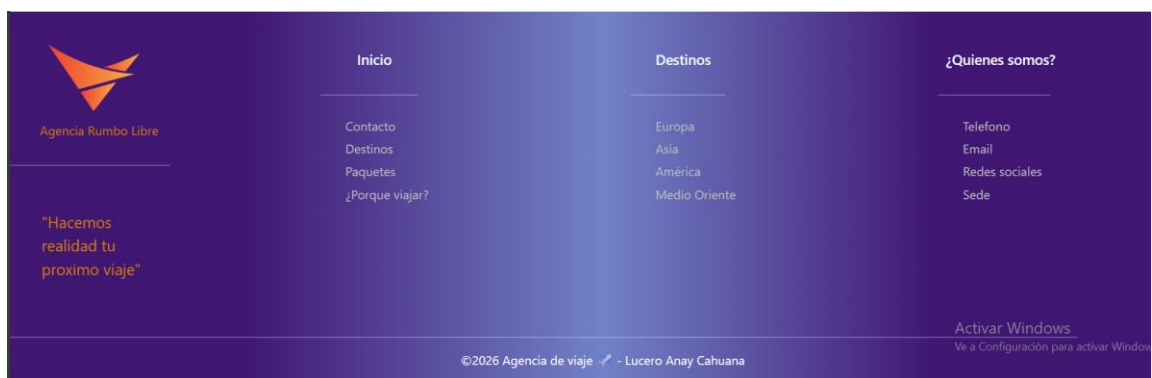 Agencia Rumbo Libre
"Hacemos
realidad tu
proximo viaje"
Inicio
Contacto
Destinos
Paquetes
¿Porque viajar?
Destinos
Europa
Asia
América
Medio Oriente
¿Quienes somos?
Telefono
Email
Redes sociales
Sede
Activar Windows
Ve a Configuración para activar Window
©2026 Agencia de viaje - Lucero Anay Cahuana